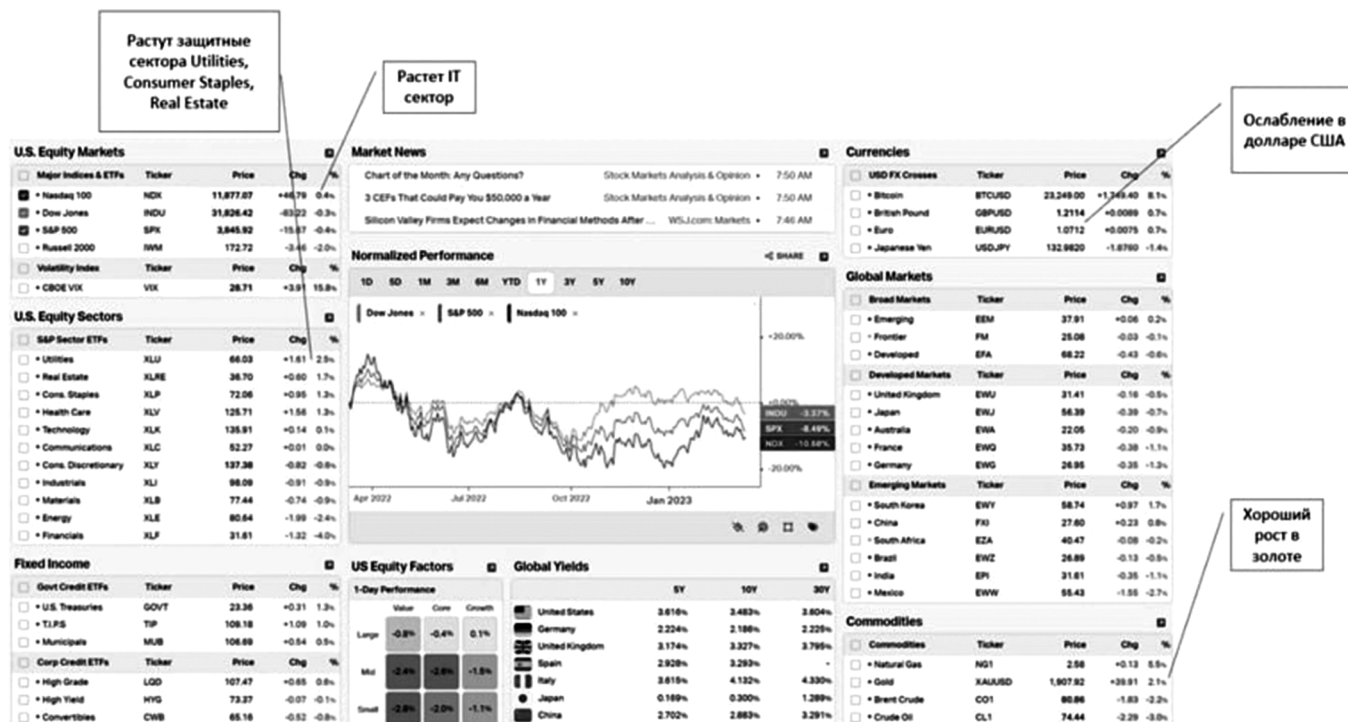 Растут защитные
сектора Utilities,
Consumer Staples,
Real Estate
Растет IT
сектор
Ослабление в
долларе США
U.S. Equity Markets
Major Indices & ETFs Ticker Price Chg %
Nasdaq 100 NDX 11,877.07 0.4%
Dow Jones INDU 31,826.42 -0.3%
S&P 500 SPX 3,845.92 -0.4%
Russell 2000 IWM 172.72 -3.46 -2.0%
Volatility Index Ticker Price Chg %
CBOE VIX VIX 28.71 +3.91 15.8%
U.S. Equity Sectors
S&P Sector ETFs Ticker Price Chg %
Utilities XLU 66.03 +1.61 2.5%
Real Estate XLRE 36.70 +0.60 1.7%
Cons. Staples XLP 72.06 +0.95 1.3%
Health Care XLV 125.71 +1.56 1.3%
Technology XLK 135.91 +0.14 0.1%
Communications XLC 52.27 +0.01 0.0%
Cons. Discretionary XLY 137.38 -0.82 -0.6%
Industrials XLI 98.09 -0.91 -0.9%
Materials XLB 77.44 -0.74 -0.9%
Energy XLE 80.64 -1.99 -2.4%
Financials XLF 31.61 -1.32 -4.0%
Fixed Income
Govt Credit ETFs Ticker Price Chg %
U.S. Treasuries GOVT 23.36 +0.31 1.3%
T.I.P.S TIP 109.18 +1.09 1.0%
Municipals MUB 106.69 +0.54 0.5%
Corp Credit ETFs Ticker Price Chg %
High Grade LQD 107.47 +0.65 0.6%
High Yield HYG 73.37 -0.07 -0.1%
Convertibles CWB 65.16 -0.52 -0.8%
Market News
Chart of the Month: Any Questions? Stock Markets Analysis & Opinion • 7:50 AM
3 CEFs That Could Pay You $50,000 a Year Stock Markets Analysis & Opinion • 7:50 AM
Silicon Valley Firms Expect Changes in Financial Methods After ... WSJ.com: Markets • 7:46 AM
Normalized Performance SHARE
1D 5D 1M 3M 6M YTD 1Y 3Y 5Y 10Y
Dow Jones × S&P 500 × Nasdaq 100 ×
+20.00%
+0.00%
INDU -3.37%
SPX -8.49%
NDX -10.68%
-20.00%
Apr 2022 Jul 2022 Oct 2022 Jan 2023
US Equity Factors
1-Day Performance
Value Core Growth
Large -0.8% -0.4% 0.1%
Mid -2.4% -2.6% -1.5%
Small -2.8% -2.0% -1.1%
Global Yields
5Y 10Y 30Y
United States 3.616% 3.483% 3.604%
Germany 2.224% 2.186% 2.225%
United Kingdom 3.174% 3.327% 3.795%
Spain 2.928% 3.293% -
Italy 3.615% 4.132% 4.330%
Japan 0.169% 0.300% 1.289%
China 2.702% 2.883% 3.291%
Currencies
USD FX Crosses Ticker Price Chg %
Bitcoin BTCUSD 23,249.00 8.1%
British Pound GBPUSD 1.2114 +0.0089 0.7%
Euro EURUSD 1.0712 +0.0075 0.7%
Japanese Yen USDJPY 132.9820 -1.8760 -1.4%
Global Markets
Broad Markets Ticker Price Chg %
Emerging EEM 37.91 +0.06 0.2%
Frontier FM 25.08 -0.03 -0.1%
Developed EFA 68.22 -0.43 -0.6%
Developed Markets Ticker Price Chg %
United Kingdom EWU 31.41 -0.16 -0.5%
Japan EWJ 56.39 -0.39 -0.7%
Australia EWA 22.05 -0.20 -0.9%
France EWQ 35.73 -0.38 -1.1%
Germany EWG 26.95 -0.35 -1.3%
Emerging Markets Ticker Price Chg %
South Korea EWY 58.74 +0.97 1.7%
China FXI 27.60 +0.23 0.8%
South Africa EZA 40.47 -0.08 -0.2%
Brazil EWZ 26.89 -0.13 -0.5%
India EPI 31.61 -0.35 -1.1%
Mexico EWW 55.43 -1.55 -2.7%
Commodities
Commodities Ticker Price Chg %
Natural Gas NG1 2.56 +0.13 5.5%
Gold XAUUSD 1,907.92 +39.91 2.1%
Brent Crude CO1 80.86 -1.83 -2.2%
Crude Oil CL1 74.44 -2.29
Хороший
рост в
золоте